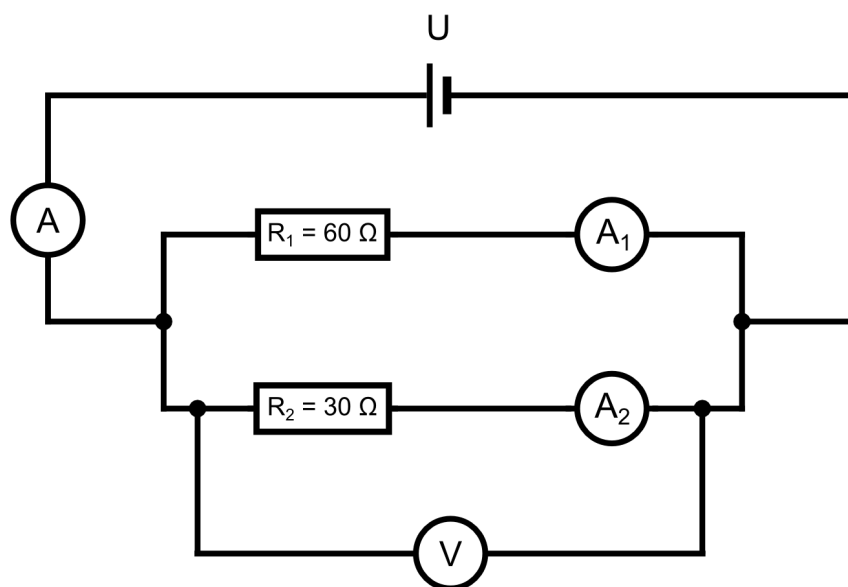 U
A
R₁ = 60 Ω
A₁
R₂ = 30 Ω
A₂
V